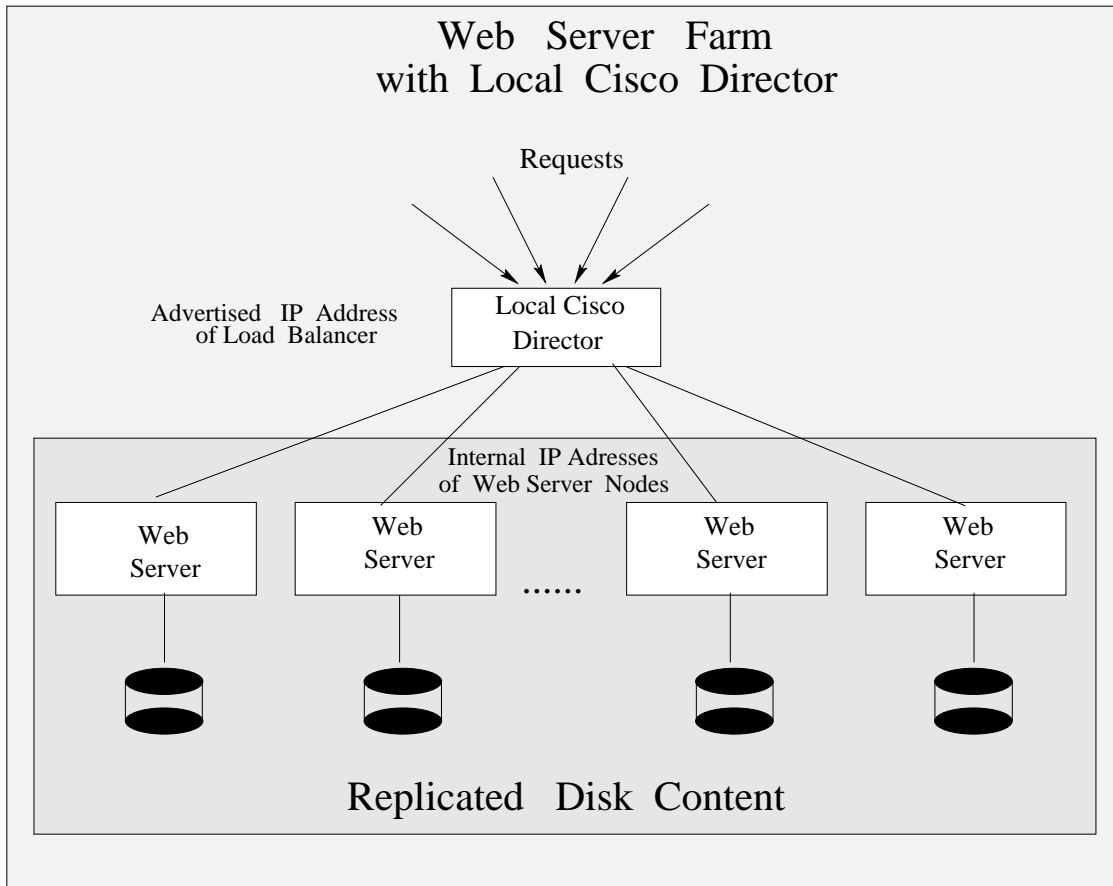 Web Server Farm
with Local Cisco Director
Requests
Advertised IP Address
of Load Balancer
Local Cisco
Director
Internal IP Adresses
of Web Server Nodes
Web
Server
Web
Server
......
Web
Server
Web
Server
Replicated Disk Content